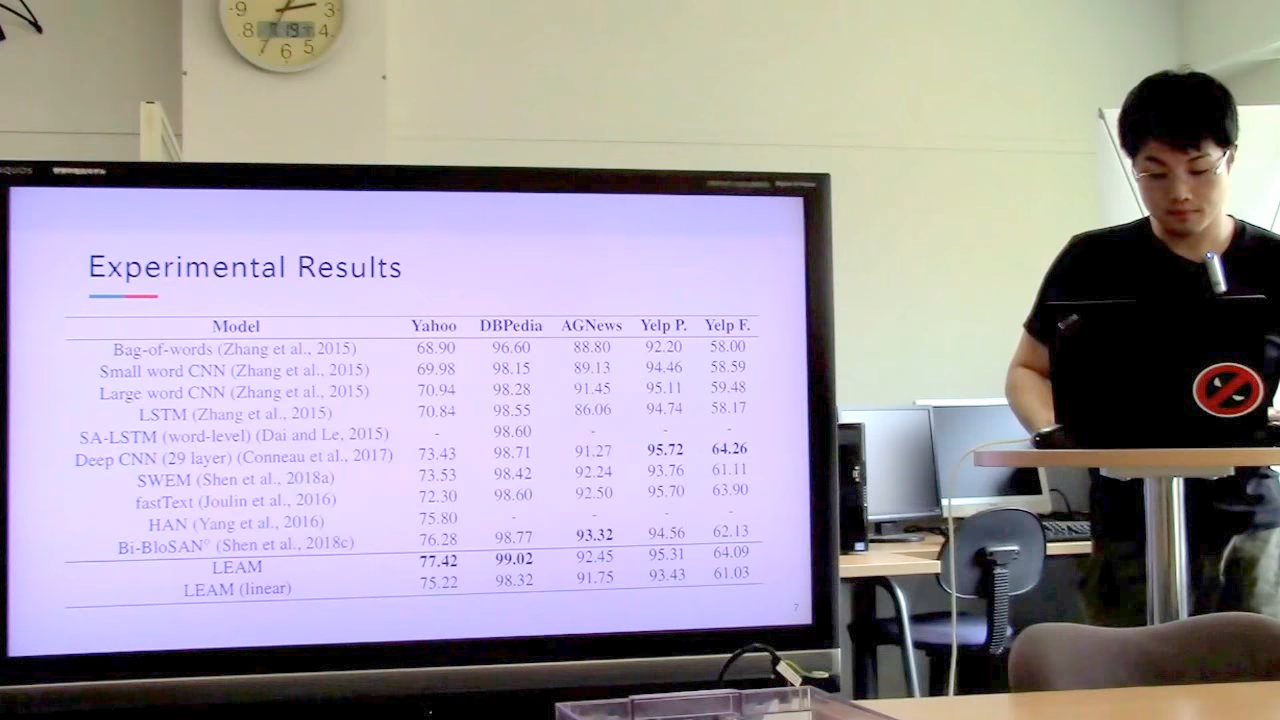 9
3
8
4
7
6
5
Experimental Results
Model Yahoo DBPedia AGNews Yelp P. Yelp F.
Bag-of-words (Zhang et al., 2015) 68.90 96.60 88.80 92.20 58.00
Small word CNN (Zhang et al., 2015) 69.98 98.15 89.13 94.46 58.59
Large word CNN (Zhang et al., 2015) 70.94 98.28 91.45 95.11 59.48
LSTM (Zhang et al., 2015) 70.84 98.55 86.06 94.74 58.17
SA-LSTM (word-level) (Dai and Le, 2015) - 98.60 - - -
Deep CNN (29 layer) (Conneau et al., 2017) 73.43 98.71 91.27 95.72 64.26
SWEM (Shen et al., 2018a) 73.53 98.42 92.24 93.76 61.11
fastText (Joulin et al., 2016) 72.30 98.60 92.50 95.70 63.90
HAN (Yang et al., 2016) 75.80 - - - -
Bi-BloSAN° (Shen et al., 2018c) 76.28 98.77 93.32 94.56 62.13
LEAM 77.42 99.02 92.45 95.31 64.09
LEAM (linear) 75.22 98.32 91.75 93.43 61.03
7